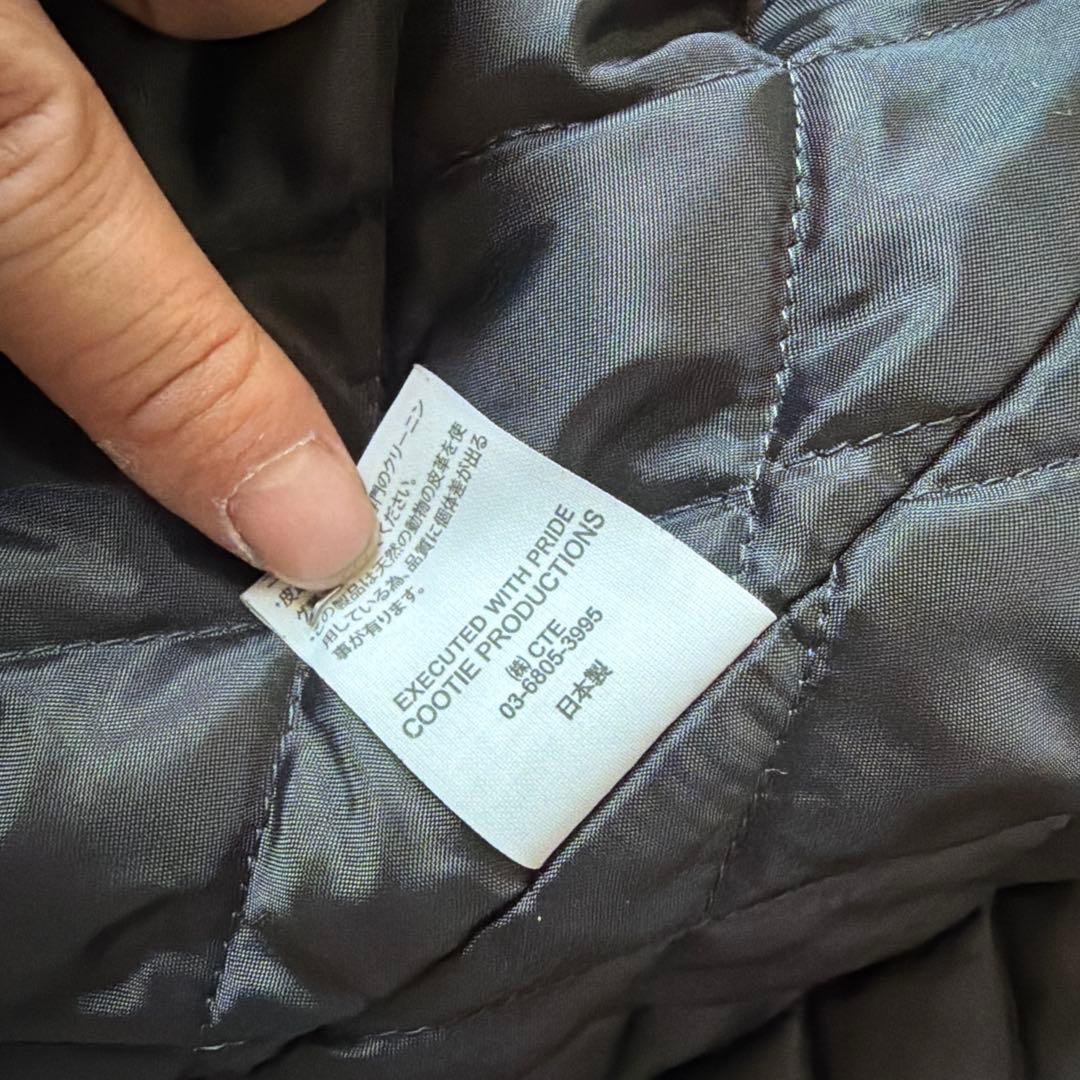 門のクリーニン
ください。
の製品は天然の動物の皮革を使
用している為、品質に個体差が出る
事が有ります。
EXECUTED WITH PRIDE
COOTIE PRODUCTIONS
(株) CTE
03-6805-3995
日本製